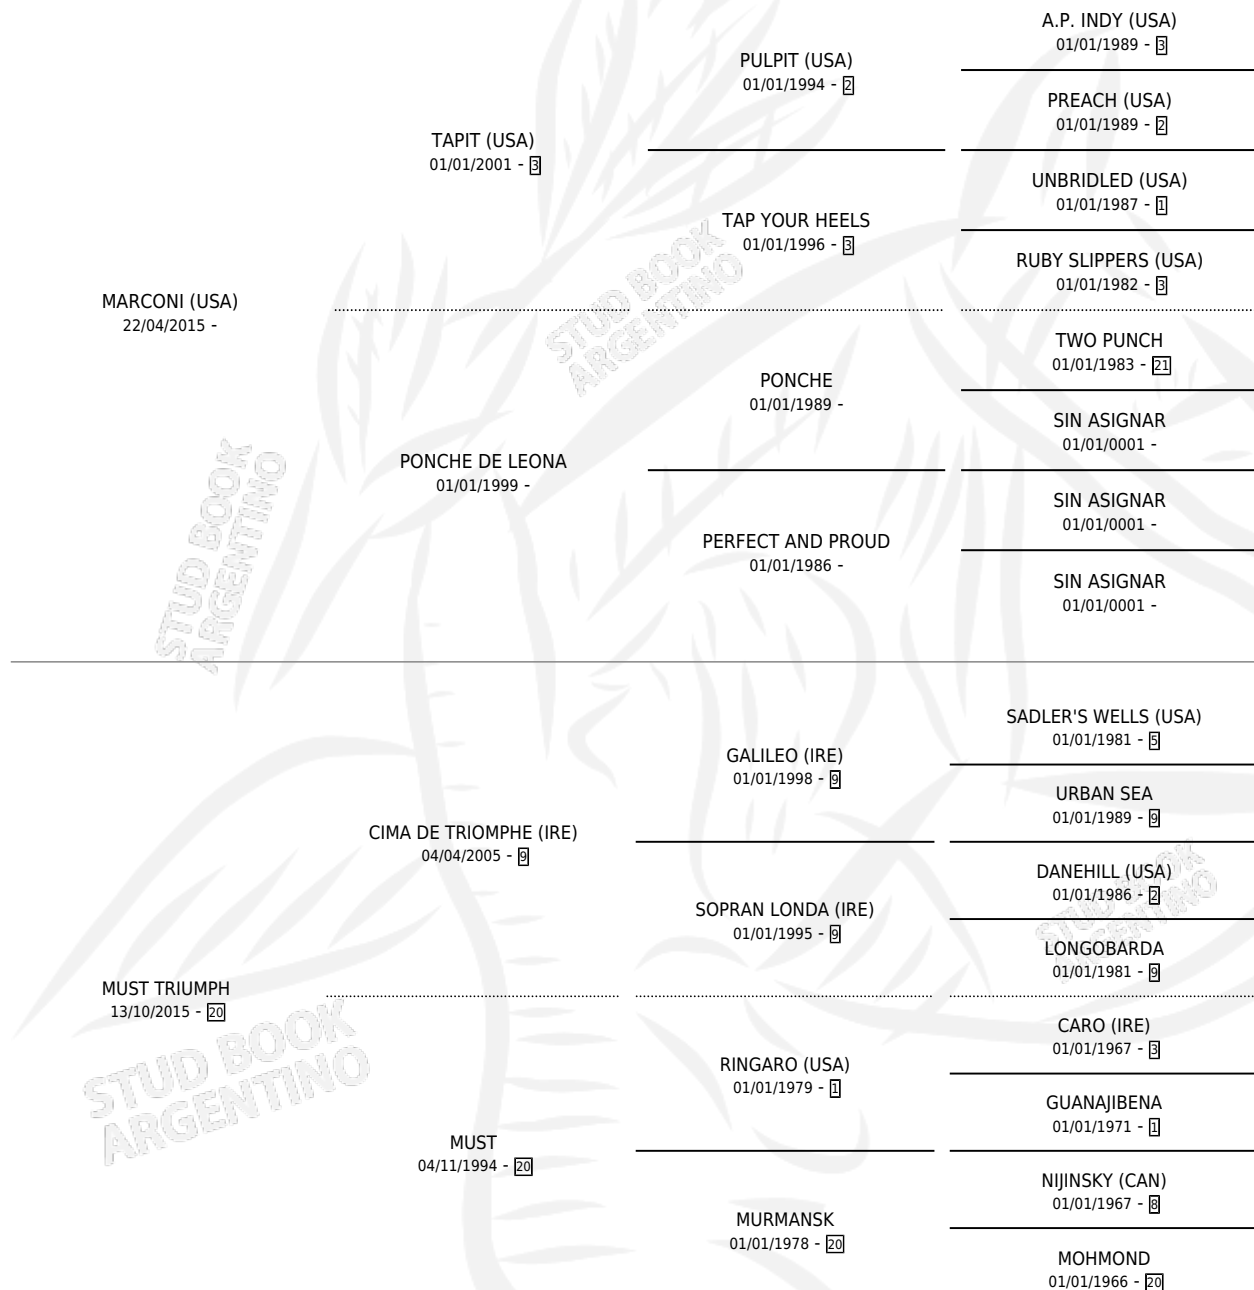 A.P. INDY (USA)
01/01/1989 - 3
PULPIT (USA)
01/01/1994 - 2
PREACH (USA)
01/01/1989 - 2
TAPIT (USA)
01/01/2001 - 3
UNBRIDLED (USA)
01/01/1987 - 1
TAP YOUR HEELS
01/01/1996 - 3
RUBY SLIPPERS (USA)
01/01/1982 - 3
MARCONI (USA)
22/04/2015 -
TWO PUNCH
01/01/1983 - 21
PONCHE
01/01/1989 -
SIN ASIGNAR
01/01/0001 -
PONCHE DE LEONA
01/01/1999 -
SIN ASIGNAR
01/01/0001 -
PERFECT AND PROUD
01/01/1986 -
SIN ASIGNAR
01/01/0001 -
SADLER'S WELLS (USA)
01/01/1981 - 5
GALILEO (IRE)
01/01/1998 - 9
URBAN SEA
01/01/1989 - 9
CIMA DE TRIOMPHE (IRE)
04/04/2005 - 9
DANEHILL (USA)
01/01/1986 - 2
SOPRAN LONDA (IRE)
01/01/1995 - 9
LONGOBARDA
01/01/1981 - 9
MUST TRIUMPH
13/10/2015 - 20
CARO (IRE)
01/01/1967 - 3
RINGARO (USA)
01/01/1979 - 1
GUANAJIBENA
01/01/1971 - 1
MUST
04/11/1994 - 20
NIJINSKY (CAN)
01/01/1967 - 8
MURMANSK
01/01/1978 - 20
MOHMOND
01/01/1966 - 20
STUD BOOK
ARGENTINO
STUD BOOK
ARGENTINO
STUD BOOK
ARGENTINO
STUD BOOK
ARGENTINO